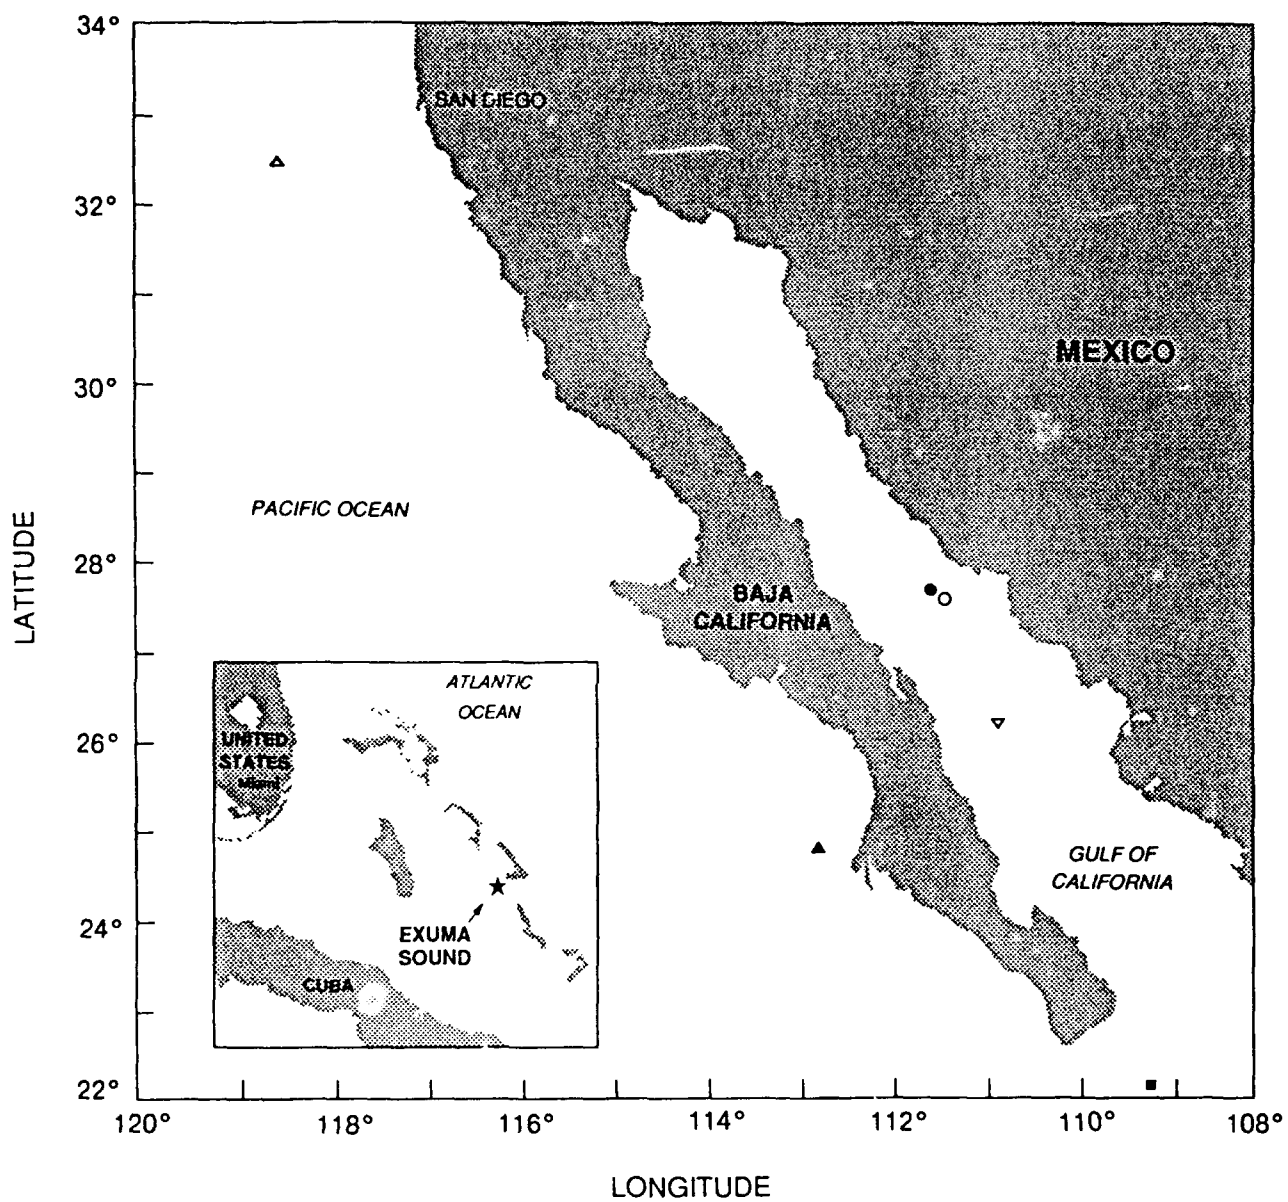 34°
SAN DIEGO
32°
MEXICO
30°
PACIFIC OCEAN
28°
BAJA
CALIFORNIA
LATITUDE
ATLANTIC
OCEAN
UNITED
STATES
Miami
26°
GULF OF
CALIFORNIA
24°
EXUMA
SOUND
CUBA
22°
120° 118° 116° 114° 112° 110° 108°
LONGITUDE